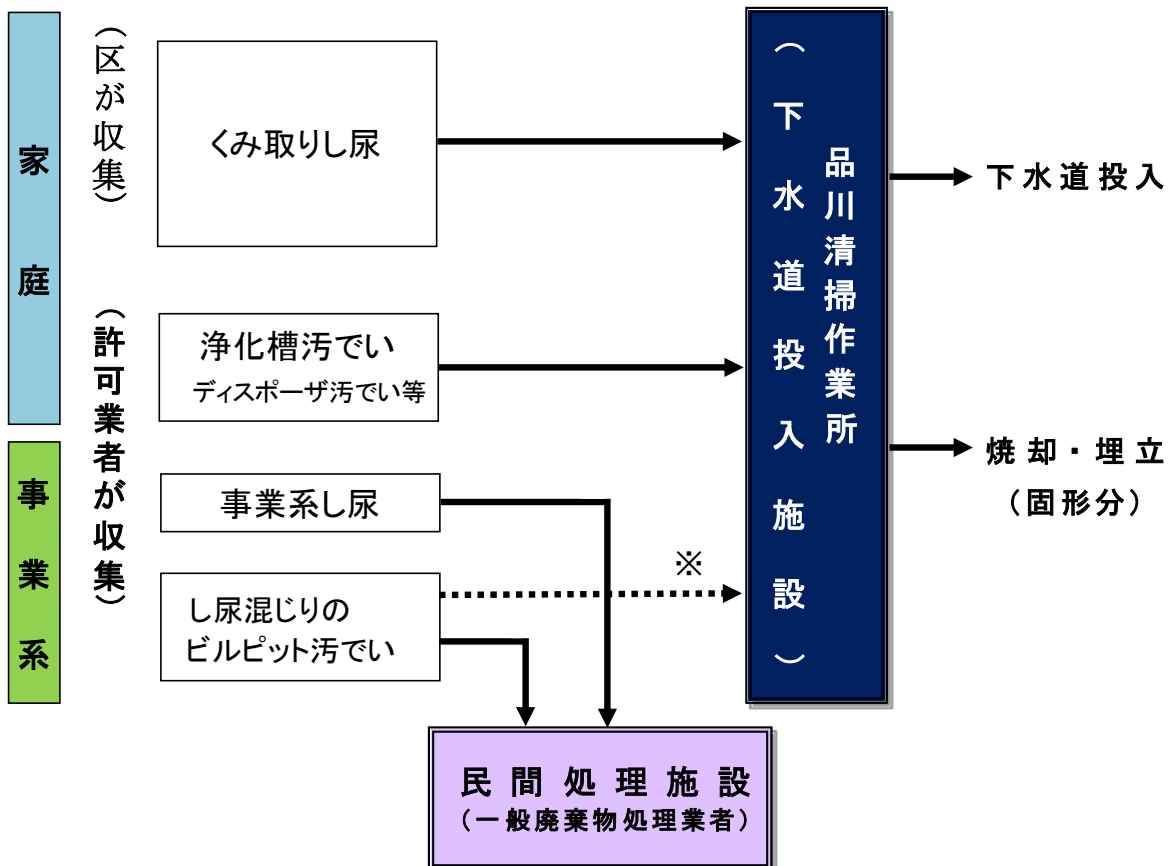 家庭
（区が収集）
くみ取りし尿
（許可業者が収集）
浄化槽汚でい
ディスポーザ汚でい等
事業系
事業系し尿
し尿混じりの
ビルピット汚でい
※
品川清掃作業所
（下水道投入施設）
下水道投入
焼却・埋立
（固形分）
民間処理施設
（一般廃棄物処理業者）